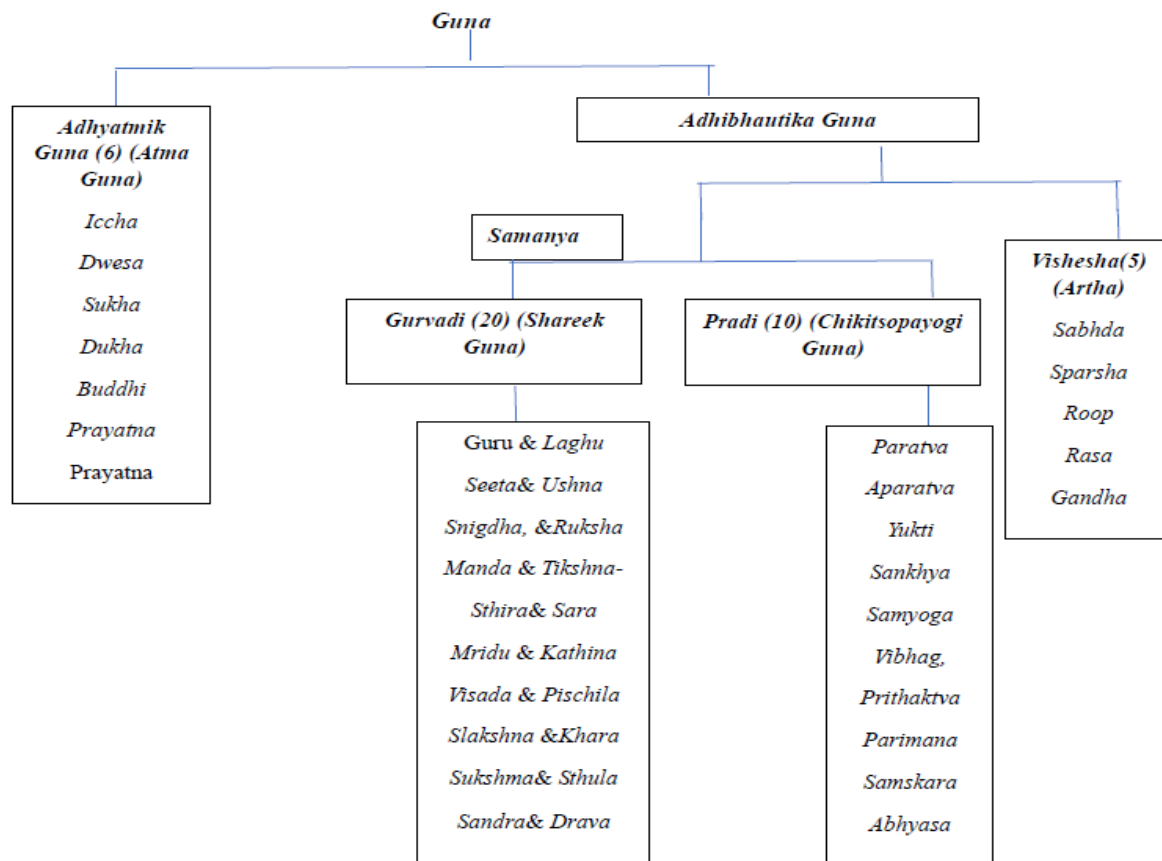 Guna
Adhyatmik
Guna (6) (Atma
Guna)
Iccha
Dwesa
Sukha
Dukha
Buddhi
Prayatna
Prayatna
Adhibhautika Guna
Samanya
Gurvadi (20) (Shareek
Guna)
Guru & Laghu
Seeta& Ushna
Snigdha, &Ruksha
Manda & Tikshna-
Sthira& Sara
Mridu & Kathina
Visada & Pischila
Slakshna &Khara
Sukshma& Sthula
Sandra& Drava
Pradi (10) (Chikitsopayogi
Guna)
Paratva
Aparatva
Yukti
Sankhya
Samyoga
Vibhag,
Prithaktva
Parimana
Samskara
Abhyasa
Vishesha(5)
(Artha)
Sabhda
Sparsha
Roop
Rasa
Gandha